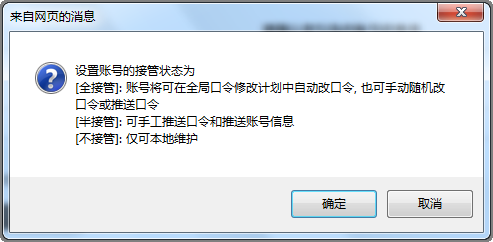 来自网页的消息
设置账号的接管状态为
[全接管]: 账号将可在全局口令修改计划中自动改口令, 也可手动随机改
口令或推送口令
[半接管]: 可手工推送口令和推送账号信息
[不接管]: 仅可本地维护
确定
取消